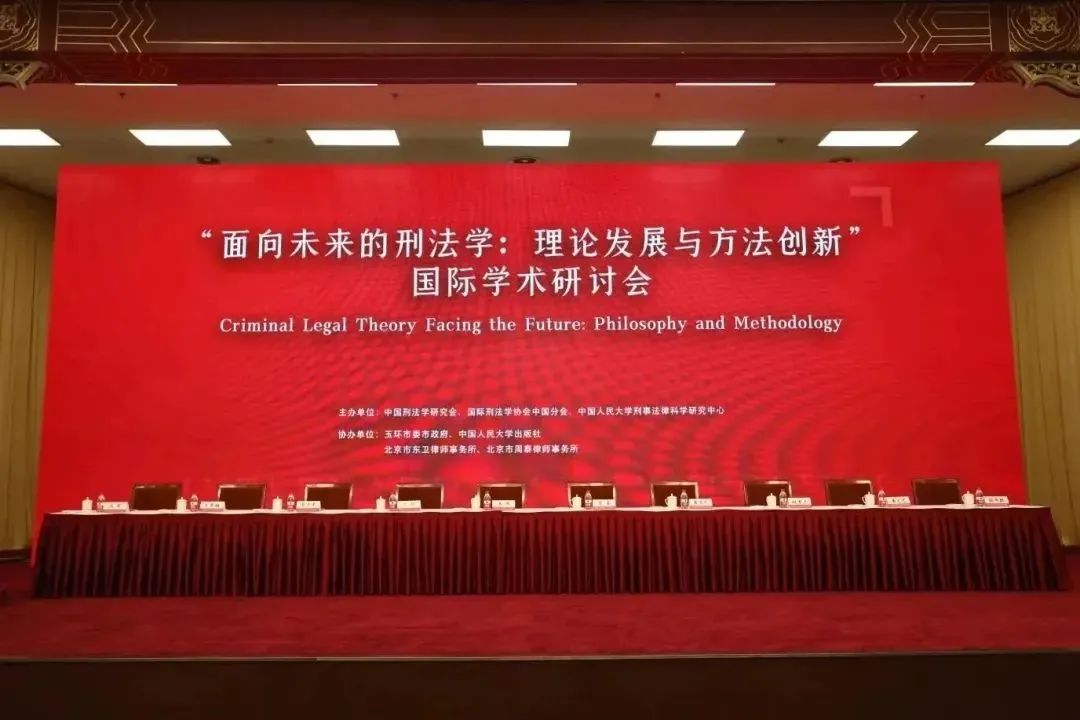 “面向未来的刑法学：理论发展与方法创新”
国际学术研讨会
Criminal Legal Theory Facing the Future: Philosophy and Methodology
主办单位：中国刑法学研究会、国际刑法学协会中国分会、中国人民大学刑事法律科学研究中心
协办单位：玉环市委市政府、中国人民大学出版社
北京市东卫律师事务所、北京市周泰律师事务所